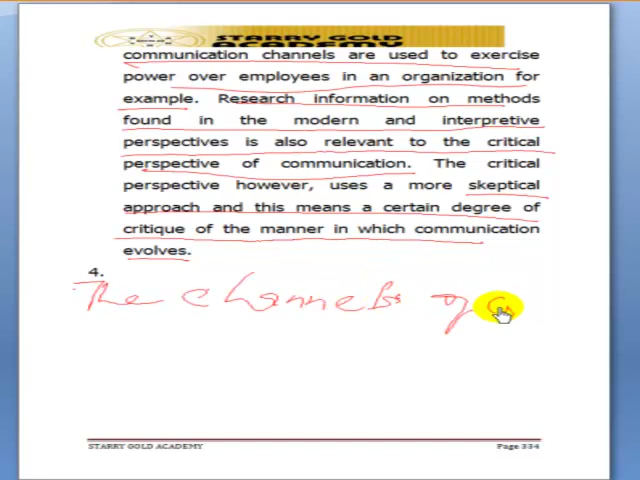 STARRY GOLD
ACADEMY
communication channels are used to exercise
power over employees in an organization for
example. Research information on methods
found in the modern and interpretive
perspectives is also relevant to the critical
perspective of communication. The critical
perspective however, uses a more skeptical
approach and this means a certain degree of
critique of the manner in which communication
evolves.
4.
The channels of
STARRY GOLD ACADEMY Page 334